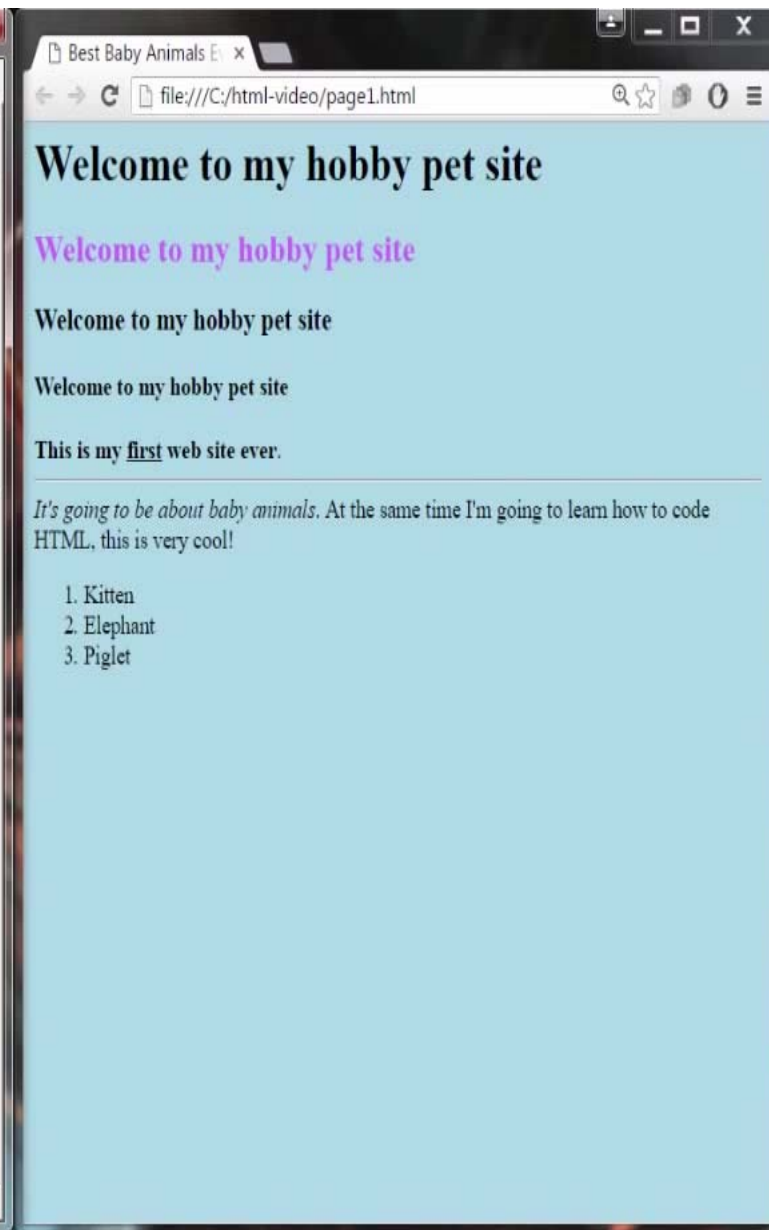 Best Baby Animals E
file:///C:/html-video/page1.html
Welcome to my hobby pet site
Welcome to my hobby pet site
Welcome to my hobby pet site
Welcome to my hobby pet site
This is my first web site ever.
It's going to be about baby animals. At the same time I'm going to learn how to code
HTML, this is very cool!
1. Kitten
2. Elephant
3. Piglet